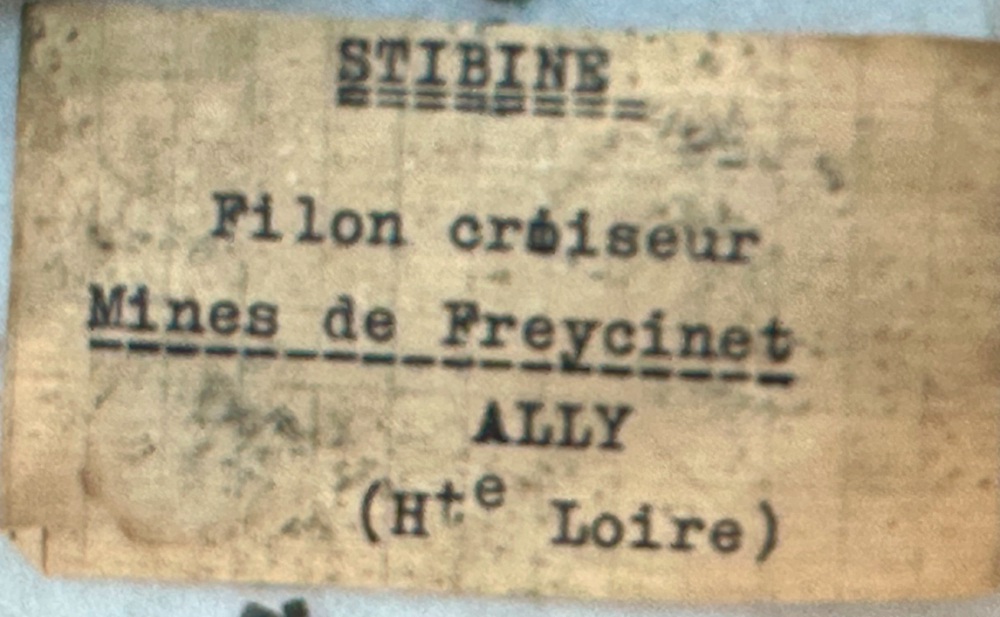 STIBINE
Filon croiseur
Mines de Freycinet
ALLY
(Hte Loire)